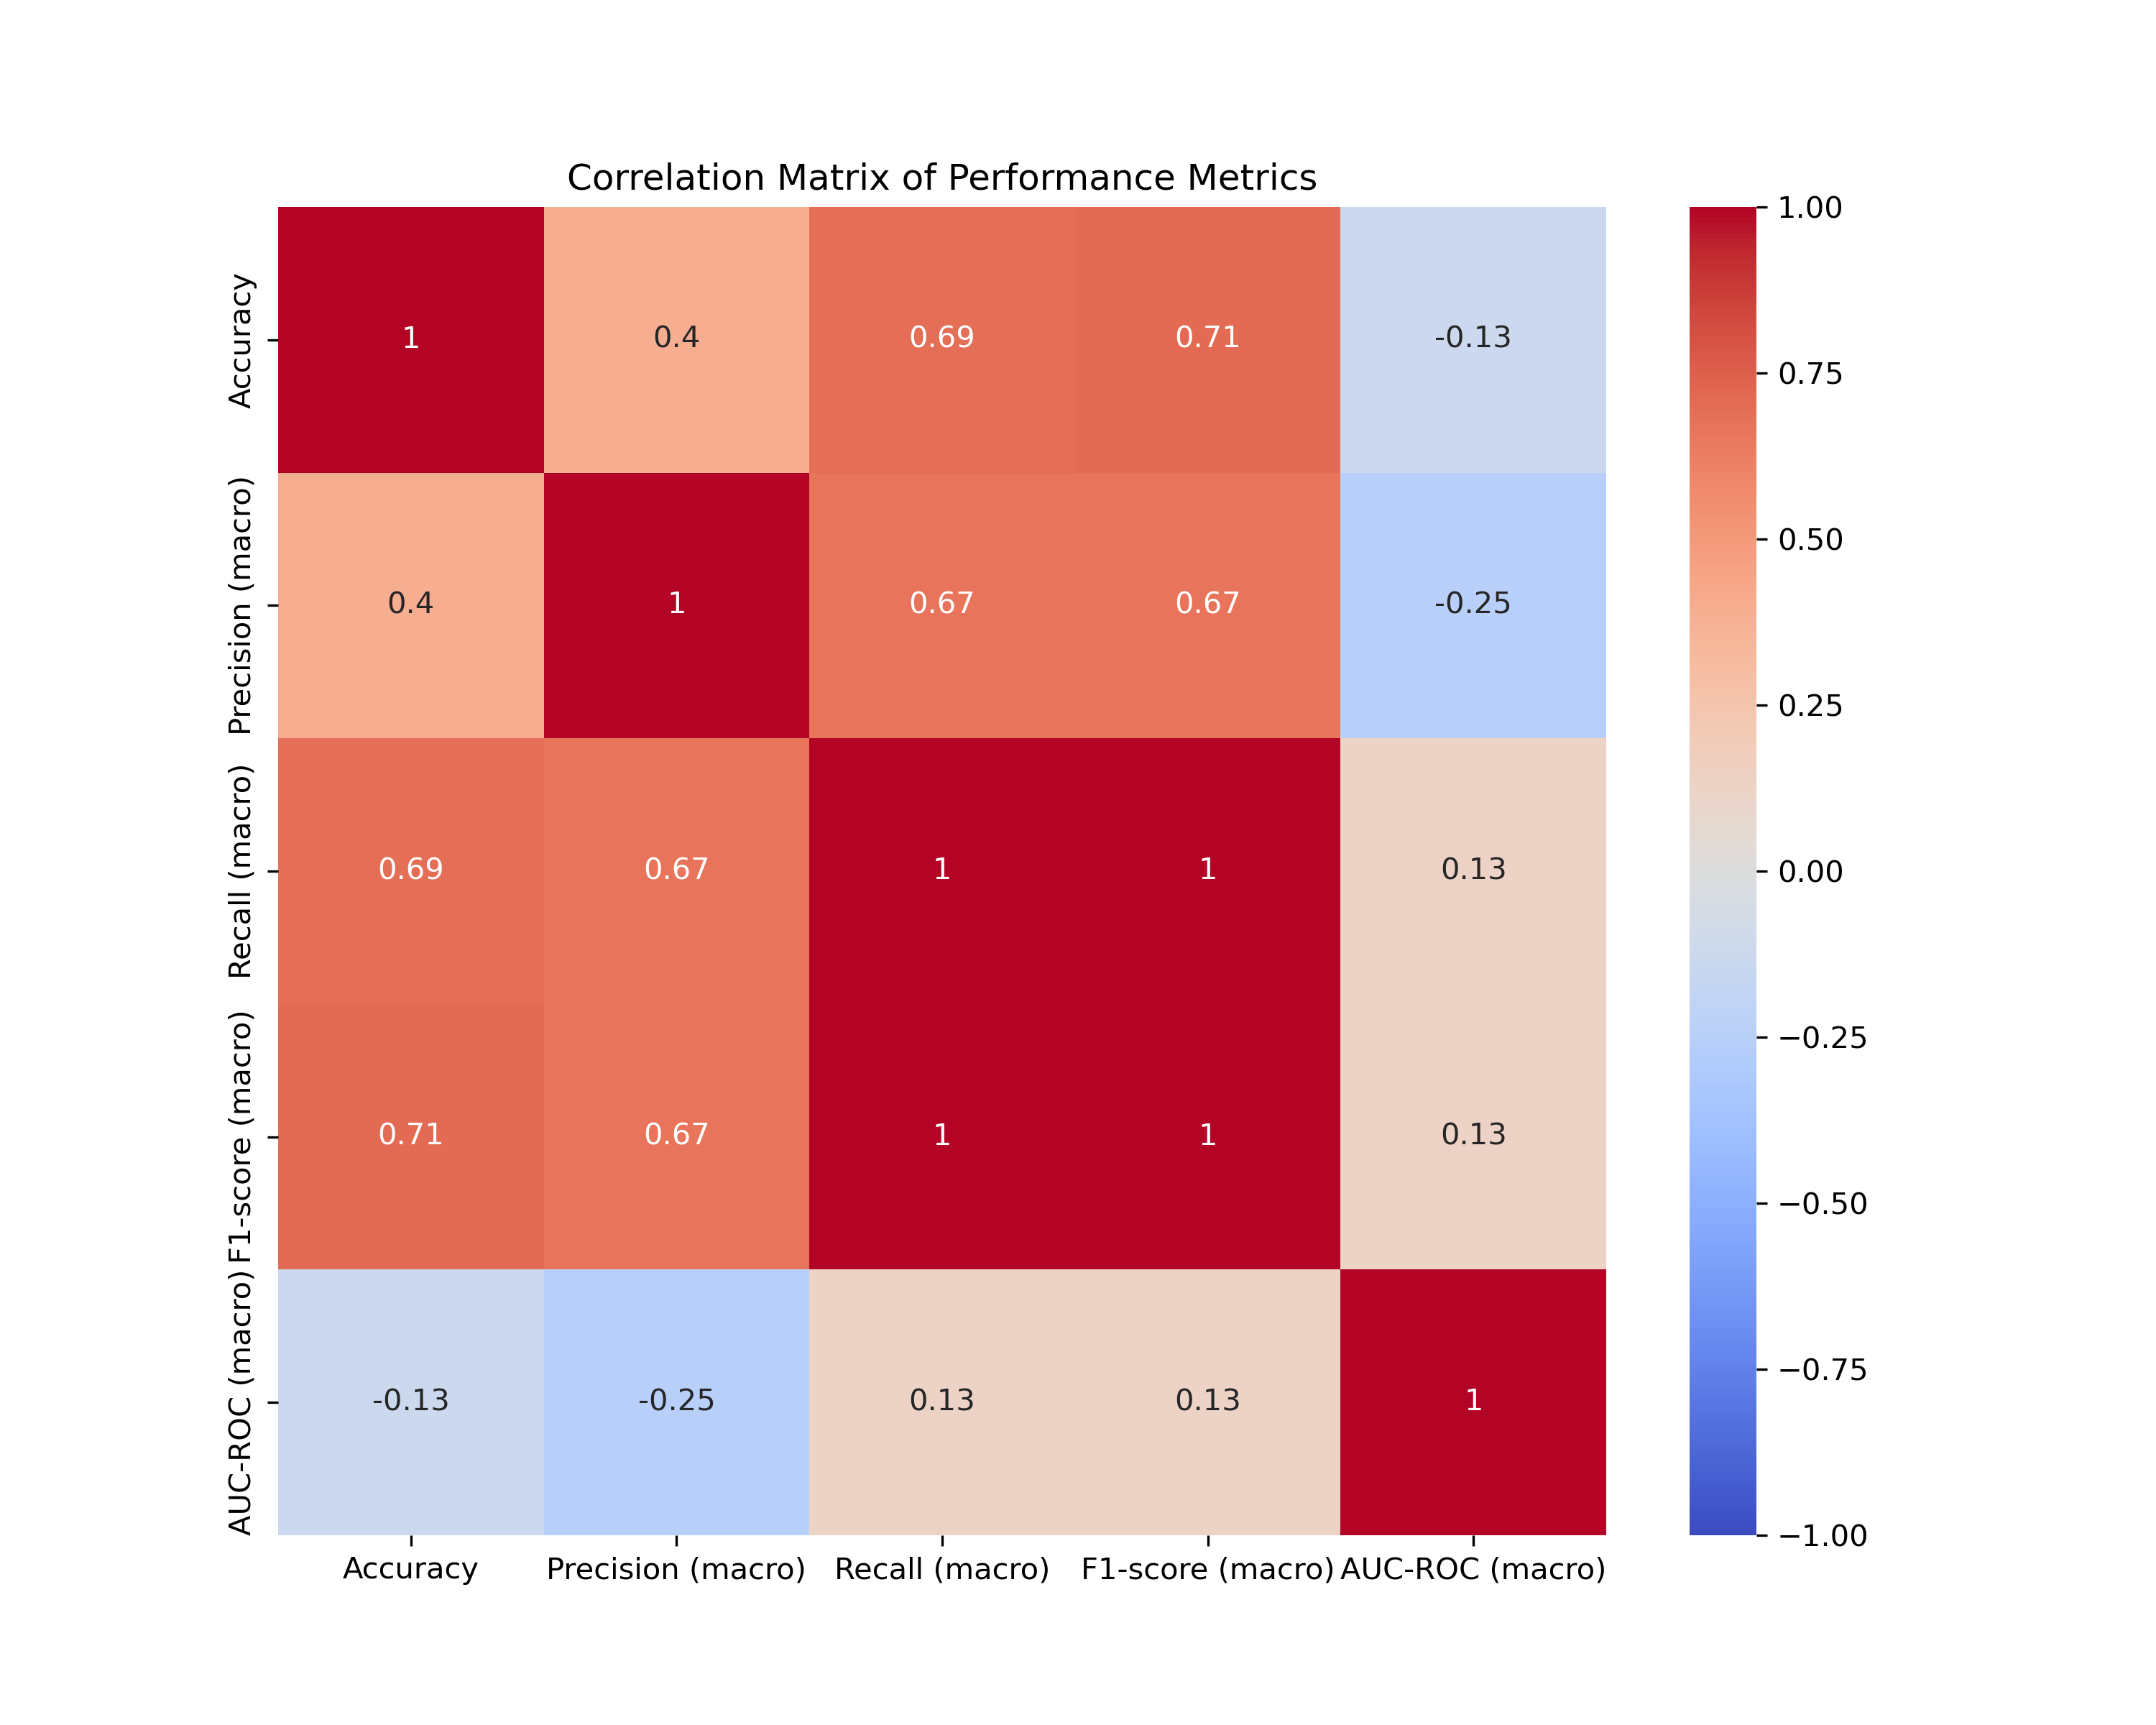 Correlation Matrix of Performance Metrics
Accuracy 1 0.4 0.69 0.71 -0.13
Precision (macro) 0.4 1 0.67 0.67 -0.25
Recall (macro) 0.69 0.67 1 1 0.13
F1-score (macro) 0.71 0.67 1 1 0.13
AUC-ROC (macro) -0.13 -0.25 0.13 0.13 1
Accuracy Precision (macro) Recall (macro) F1-score (macro) AUC-ROC (macro)
1.00
0.75
0.50
0.25
0.00
−0.25
−0.50
−0.75
−1.00